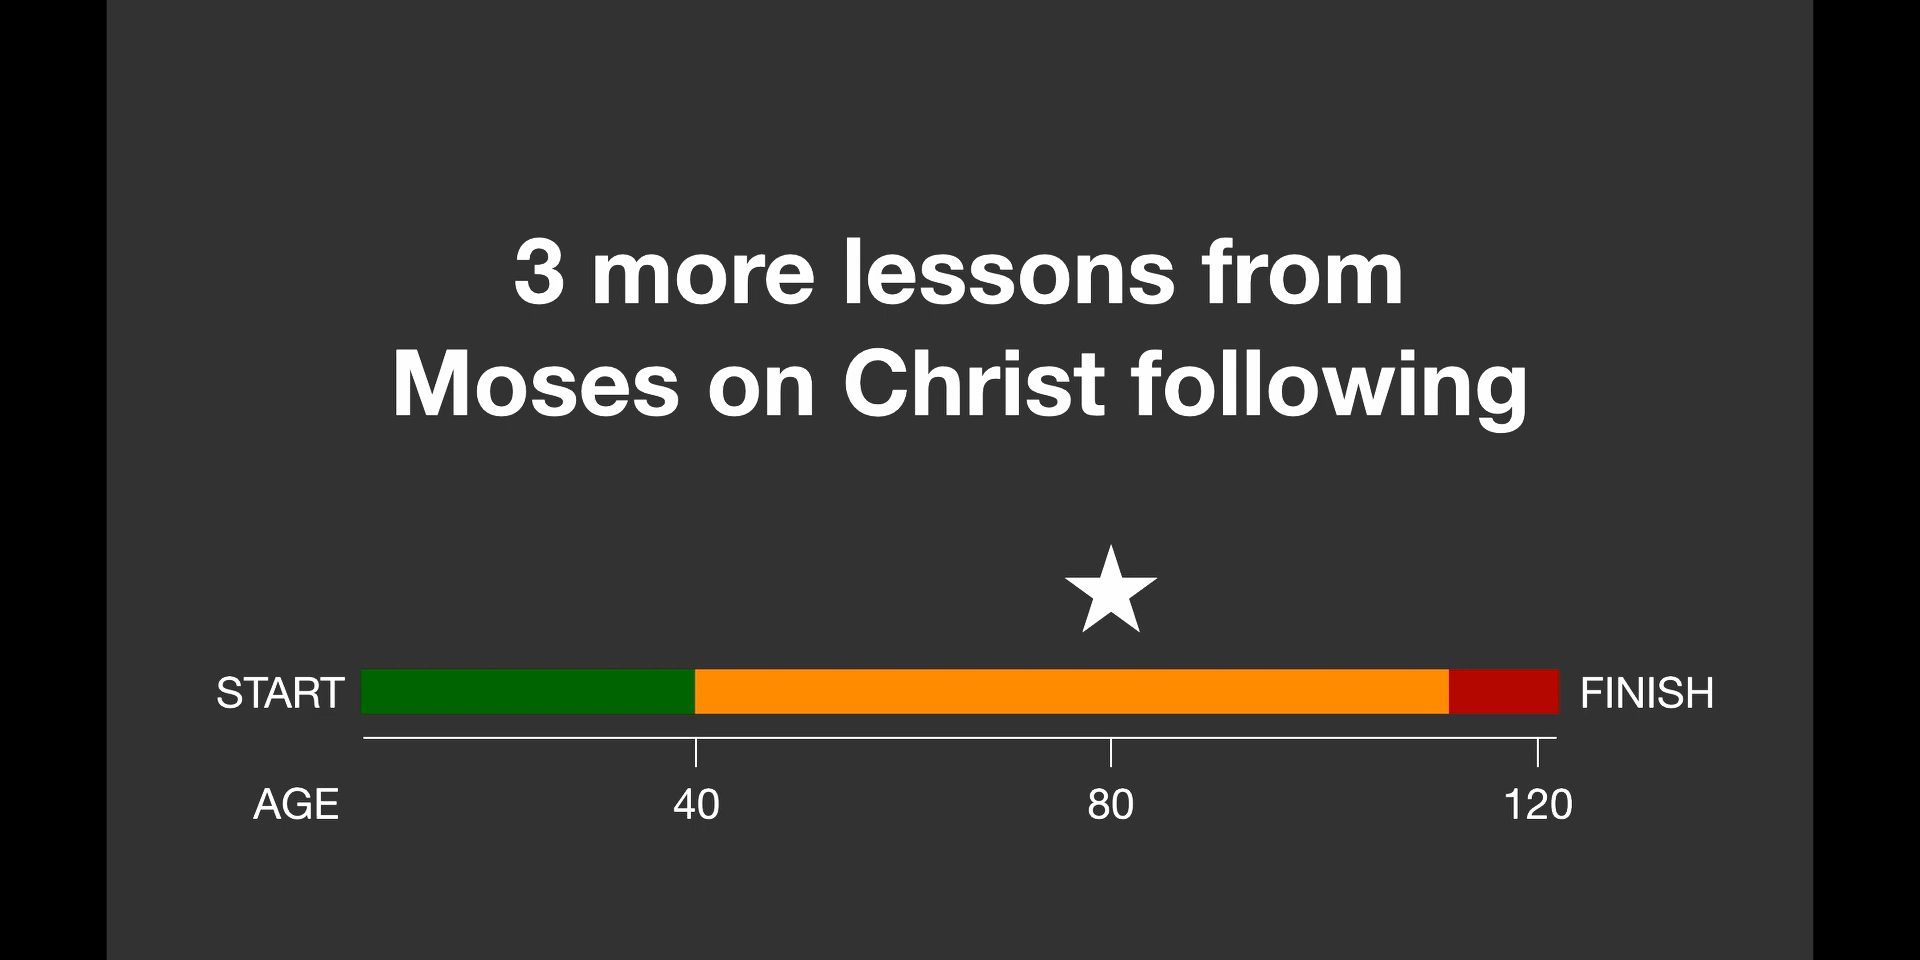 3 more lessons from
Moses on Christ following
START FINISH
AGE 40 80 120